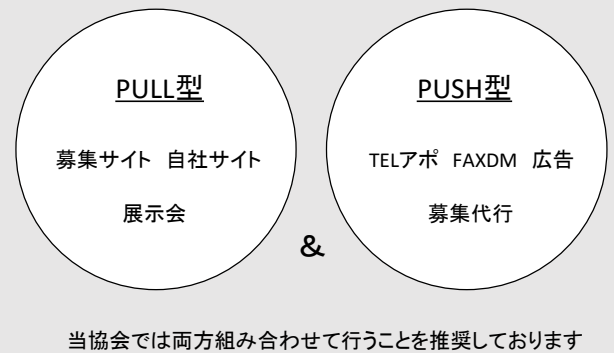 PULL型
募集サイト 自社サイト
展示会
PUSH型
TELアポ FAXDM 広告
募集代行
&
当協会では両方組み合わせて行うことを推奨しております